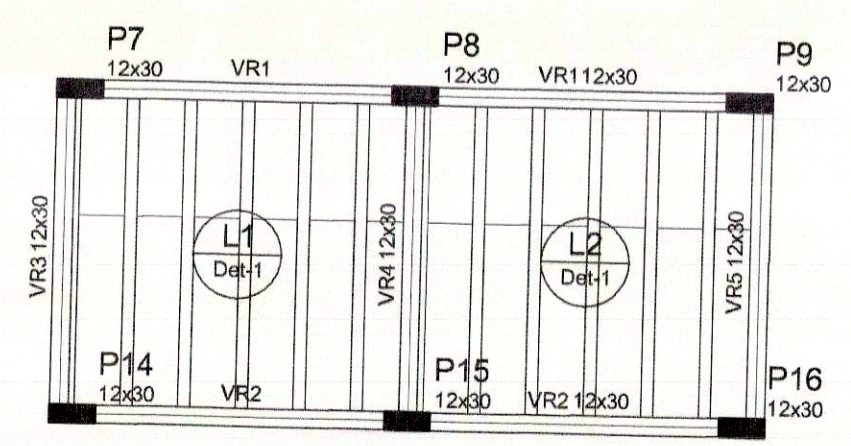 P7
12x30
VR1
P8
12x30
VR1 12x30
P9
12x30
VR3 12x30
L1
Det-1
VR4 12x30
L2
Det-1
VR5 12x30
P14
12x30
VR2
P15
12x30
VR2 12x30
P16
12x30